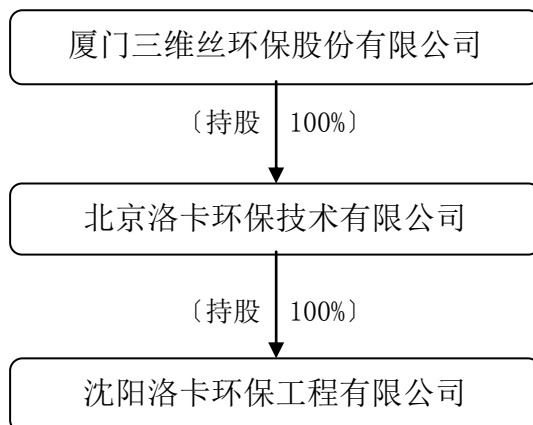 厦门三维丝环保股份有限公司
〔持股 100%〕
北京洛卡环保技术有限公司
〔持股 100%〕
沈阳洛卡环保工程有限公司